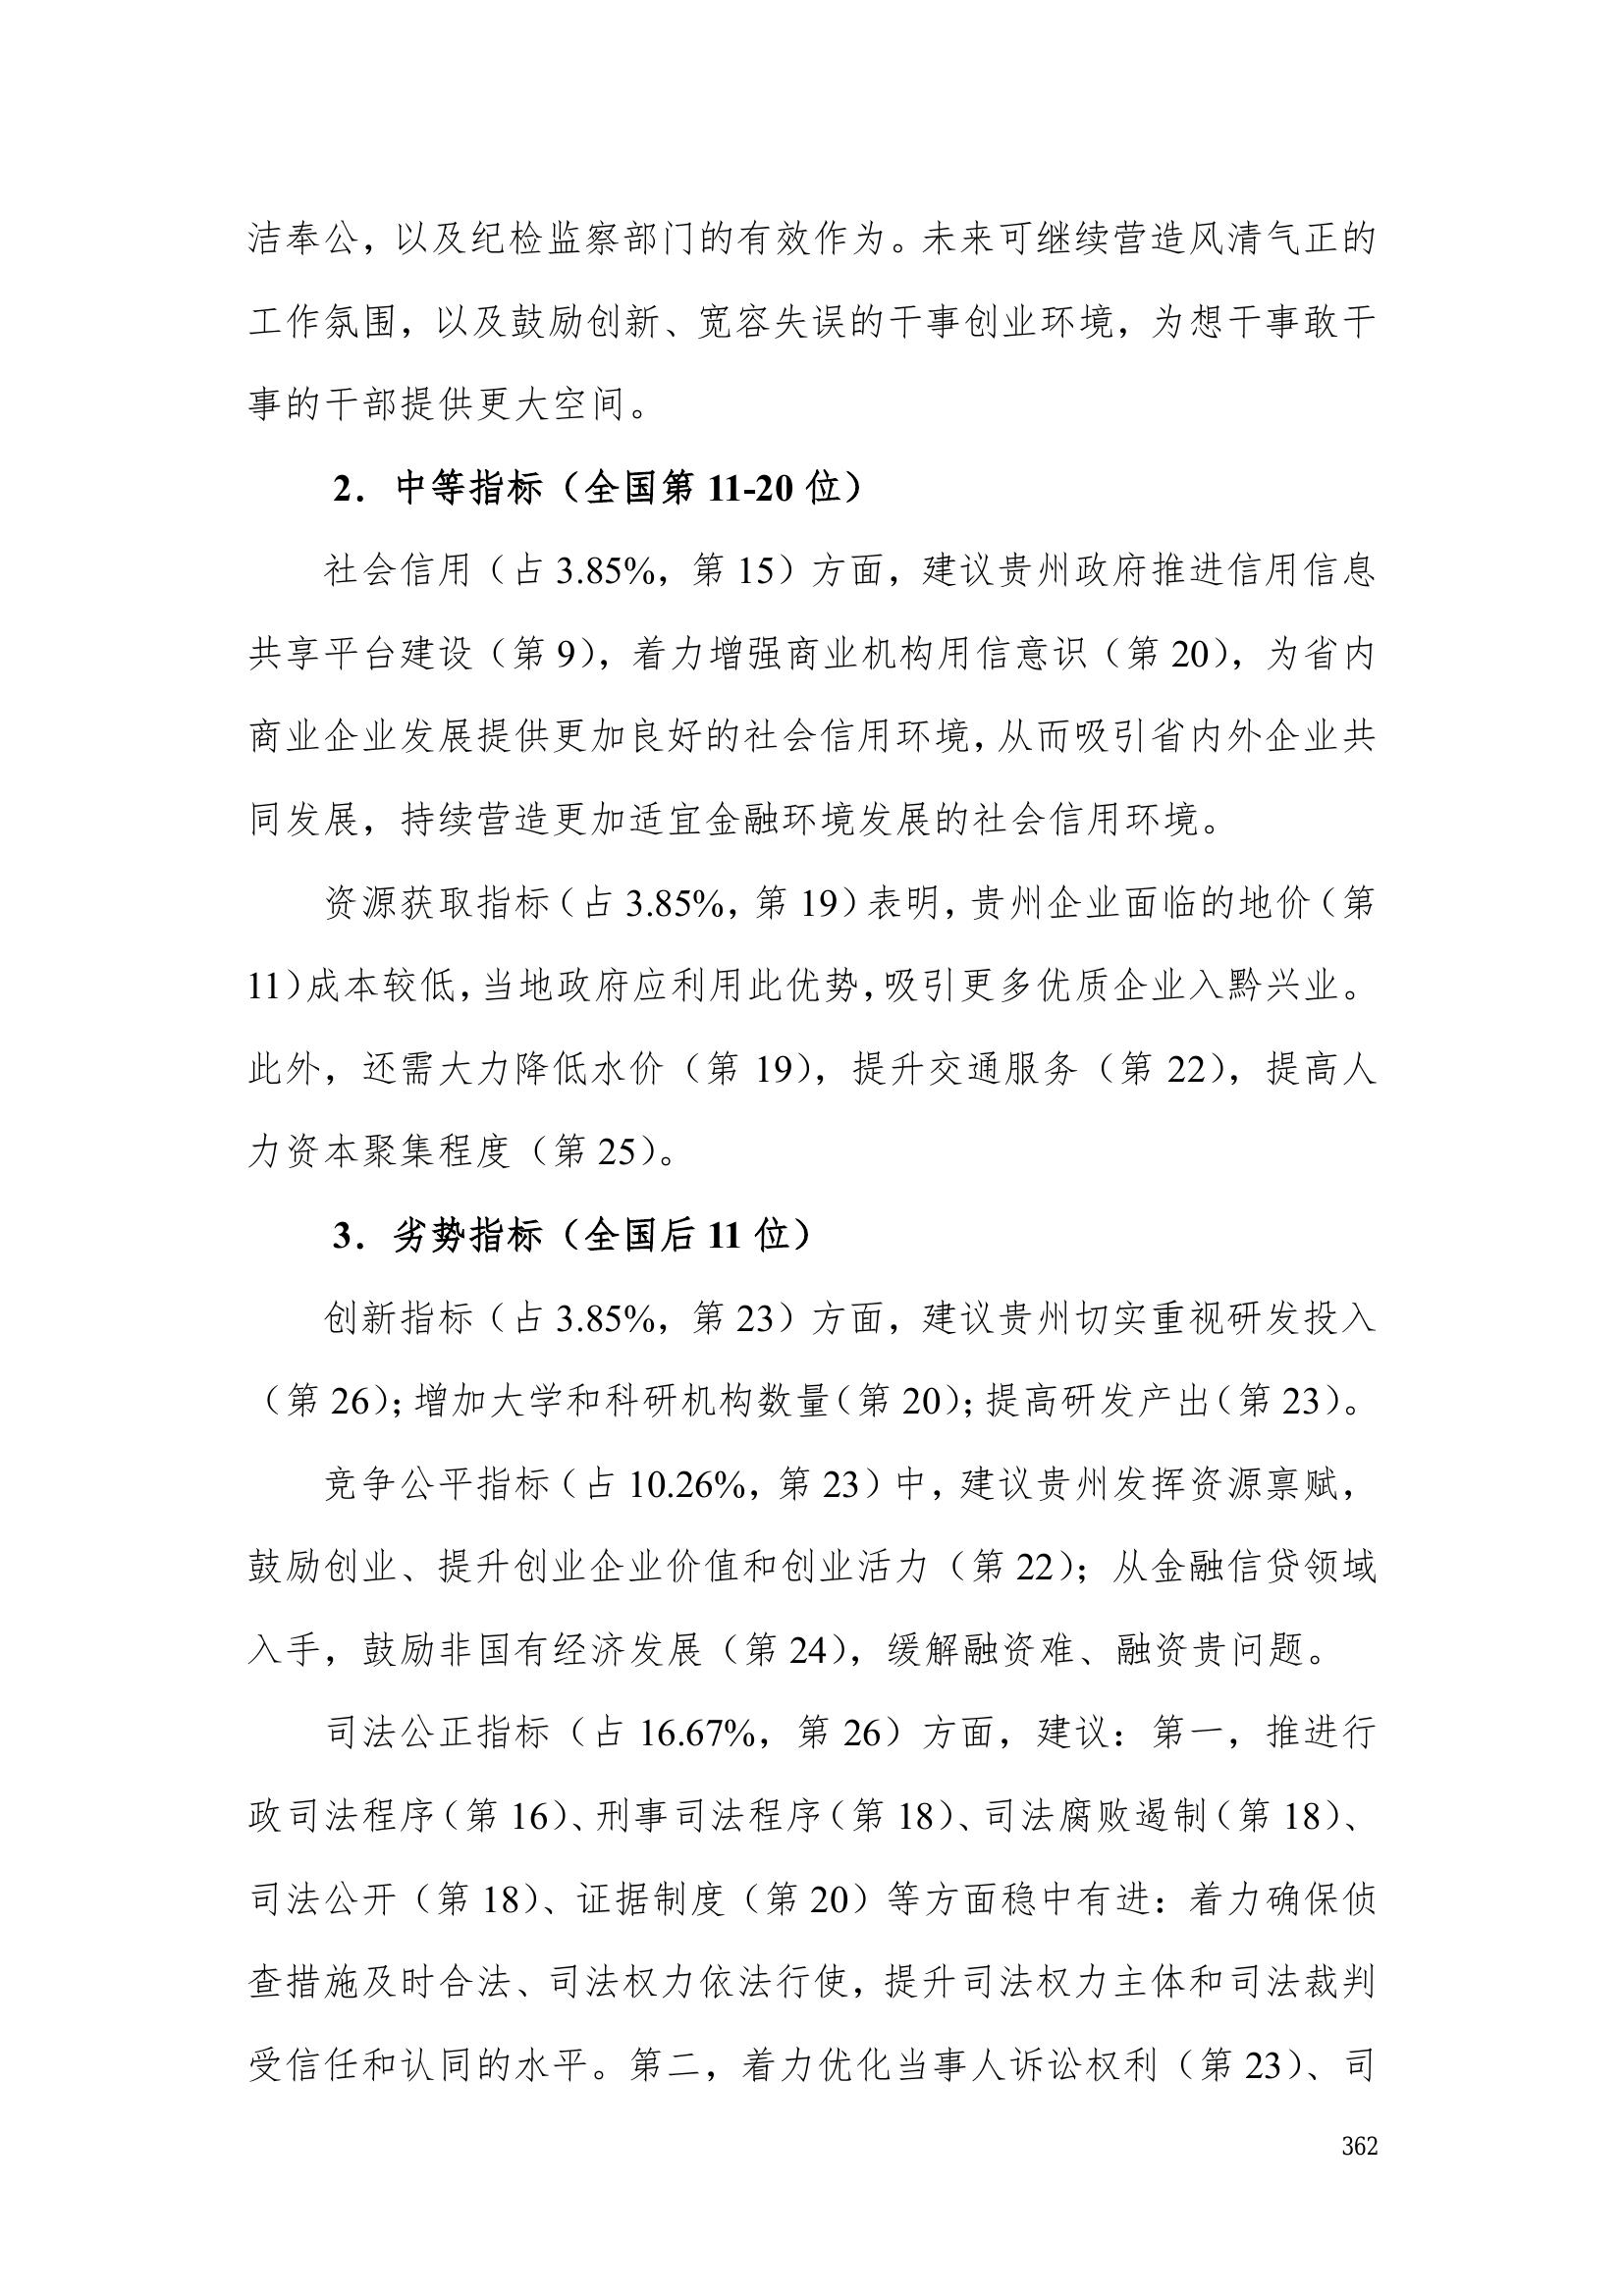 洁奉公，以及纪检监察部门的有效作为。未来可继续营造风清气正的
工作氛围，以及鼓励创新、宽容失误的干事创业环境，为想干事敢干
事的干部提供更大空间。
2．中等指标（全国第 11-20 位）
社会信用（占 3.85%，第 15）方面，建议贵州政府推进信用信息
共享平台建设（第 9），着力增强商业机构用信意识（第 20），为省内
商业企业发展提供更加良好的社会信用环境，从而吸引省内外企业共
同发展，持续营造更加适宜金融环境发展的社会信用环境。
资源获取指标（占 3.85%，第 19）表明，贵州企业面临的地价（第
11）成本较低，当地政府应利用此优势，吸引更多优质企业入黔兴业。
此外，还需大力降低水价（第 19），提升交通服务（第 22），提高人
力资本聚集程度（第 25）。
3．劣势指标（全国后 11 位）
创新指标（占 3.85%，第 23）方面，建议贵州切实重视研发投入
（第 26）；增加大学和科研机构数量（第 20）；提高研发产出（第 23）。
竞争公平指标（占 10.26%，第 23）中，建议贵州发挥资源禀赋，
鼓励创业、提升创业企业价值和创业活力（第 22）；从金融信贷领域
入手，鼓励非国有经济发展（第 24），缓解融资难、融资贵问题。
司法公正指标（占 16.67%，第 26）方面，建议：第一，推进行
政司法程序（第 16）、刑事司法程序（第 18）、司法腐败遏制（第 18）、
司法公开（第 18）、证据制度（第 20）等方面稳中有进：着力确保侦
查措施及时合法、司法权力依法行使，提升司法权力主体和司法裁判
受信任和认同的水平。第二，着力优化当事人诉讼权利（第 23）、司
362